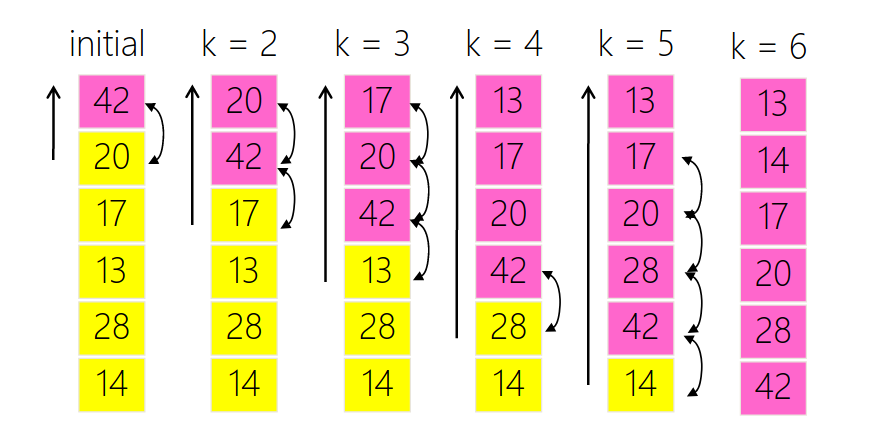 initial k = 2 k = 3 k = 4 k = 5 k = 6
42 20 17 13 13 13
20 42 20 17 17 14
17 17 42 20 20 17
13 13 13 42 28 20
28 28 28 28 42 28
14 14 14 14 14 42